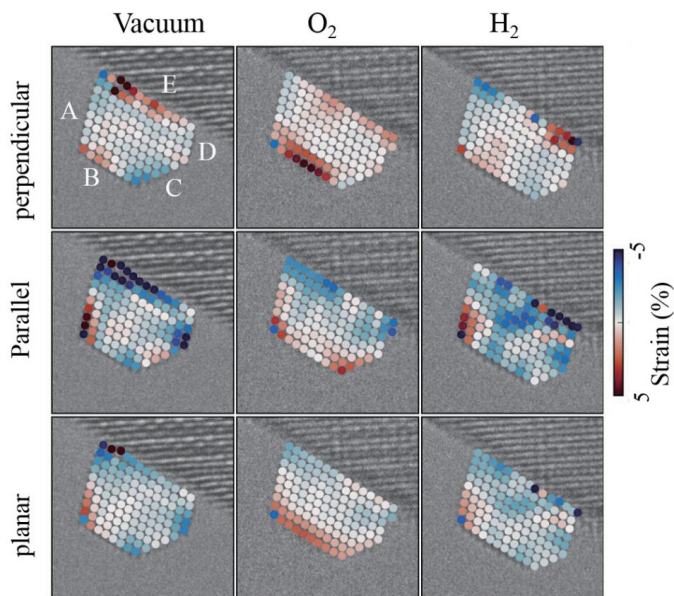 Vacuum
O₂
H₂
perpendicular
A
E
D
B
C
Parallel
-5
Strain (%)
5
planar